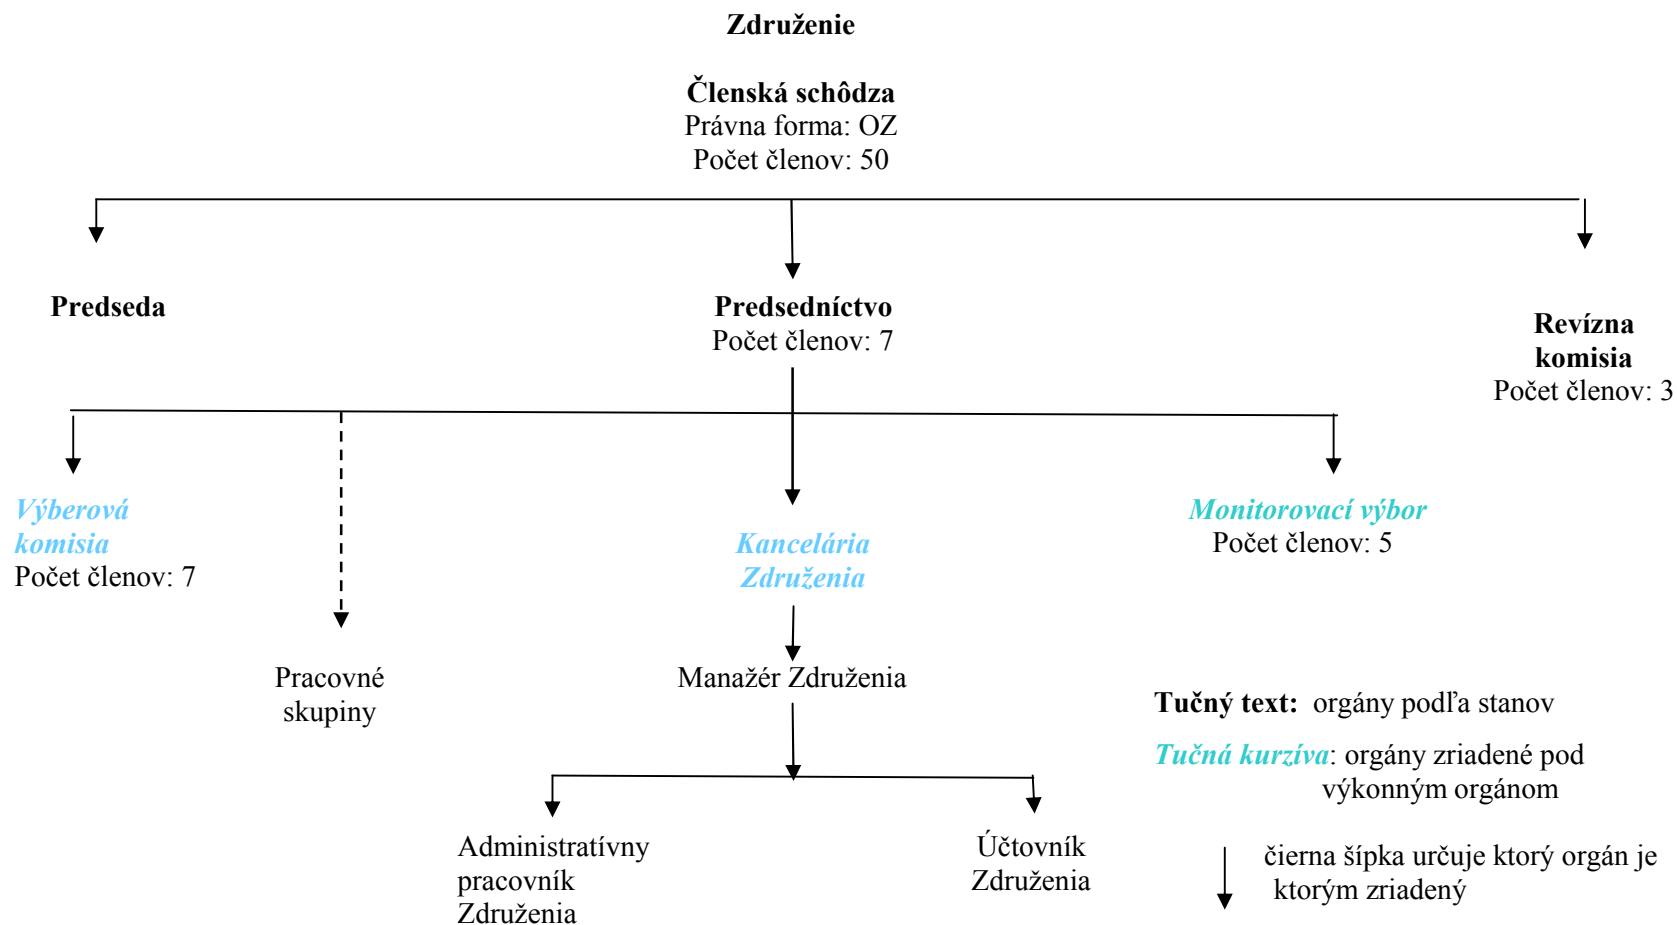 Združenie
Členská schôdza
Právna forma: OZ
Počet členov: 50
Predseda
Predsedníctvo
Počet členov: 7
Revízna
komisia
Počet členov: 3
Výberová
komisia
Počet členov: 7
Kancelária
Združenia
Monitorovací výbor
Počet členov: 5
Pracovné
skupiny
Manažér Združenia
Administratívny
pracovník
Združenia
Účtovník
Združenia
Tučný text: orgány podľa stanov
Tučná kurzíva: orgány zriadené pod
výkonným orgánom
čierna šípka určuje ktorý orgán je
ktorým zriadený